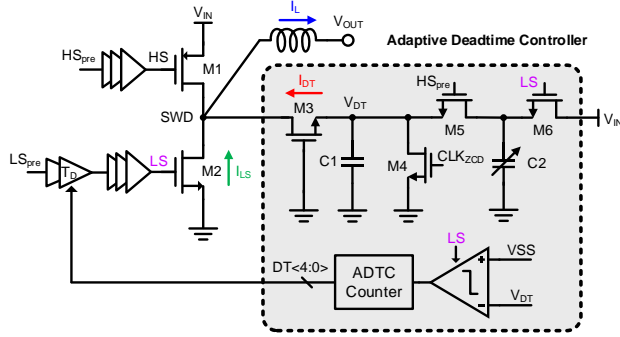 V_IN
I_L
V_OUT
Adaptive Deadtime Controller
HS_pre
HS
M1
SWD
I_DT
M3
V_DT
HS_pre
M5
LS
M6
V_IN
LS_pre
T_D
LS
M2
I_LS
C1
M4
CLK_ZCD
C2
DT<4:0>
ADTC
Counter
LS
VSS
V_DT